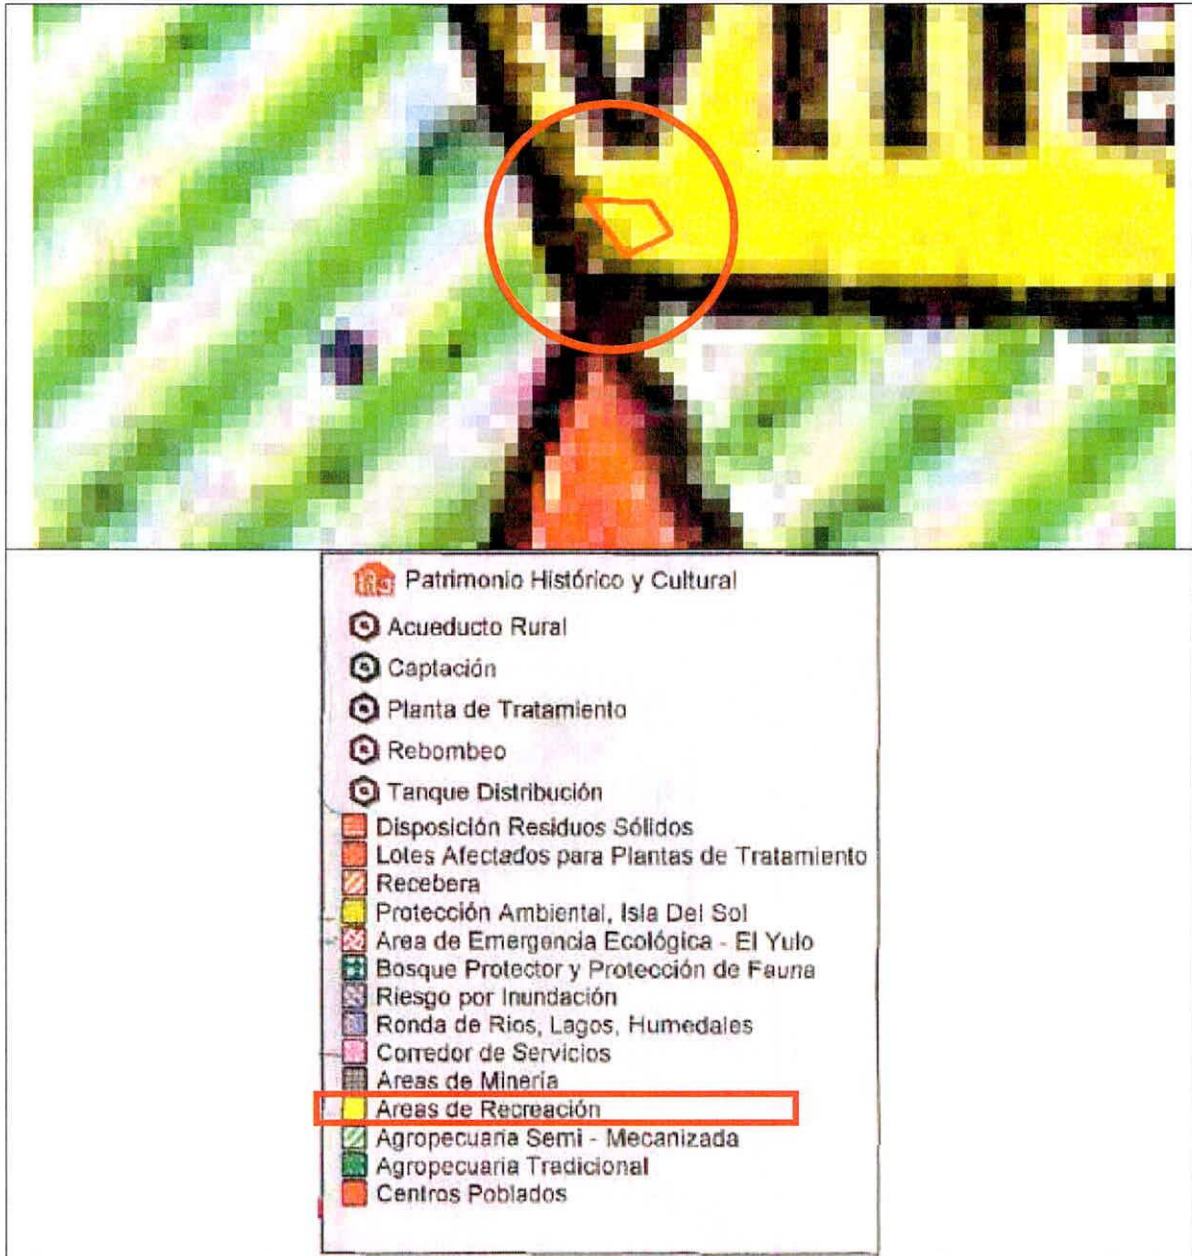 Patrimonio Histórico y Cultural
Acueducto Rural
Captación
Planta de Tratamiento
Rebombeo
Tanque Distribución
Disposición Residuos Sólidos
Lotes Afectados para Plantas de Tratamiento
Recebera
Protección Ambiental, Isla Del Sol
Area de Emergencia Ecológica - El Yulo
Bosque Protector y Protección de Fauna
Riesgo por Inundación
Ronda de Rios, Lagos, Humedales
Corredor de Servicios
Areas de Minería
Areas de Recreación
Agropecuaria Semi - Mecanizada
Agropecuaria Tradicional
Centros Poblados